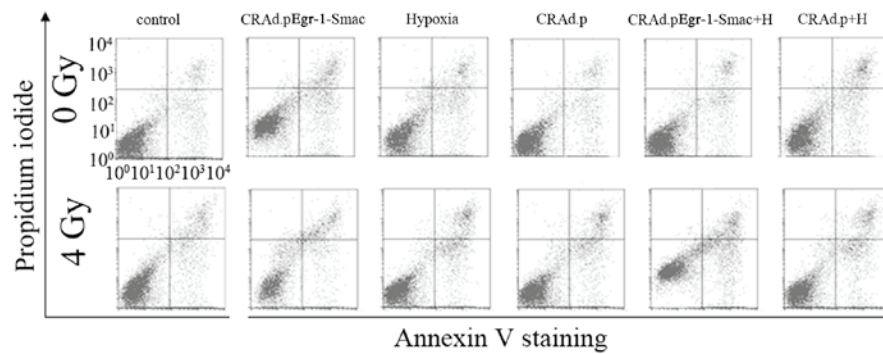 control CRAd.pEgr-1-Smac Hypoxia CRAd.p CRAd.pEgr-1-Smac+H CRAd.p+H
Propidium iodide
0 Gy
10⁴
10³
10²
10¹
10⁰
10⁰10¹10²10³10⁴
4 Gy
Annexin V staining